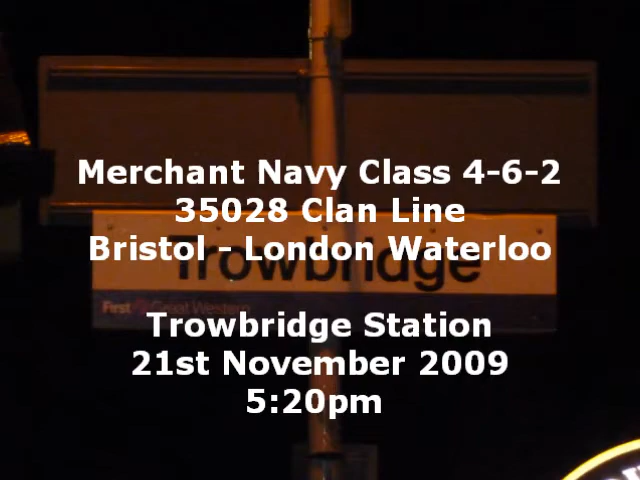 Merchant Navy Class 4-6-2
35028 Clan Line
Bristol - London Waterloo
Trowbridge
First Great Western
Trowbridge Station
21st November 2009
5:20pm